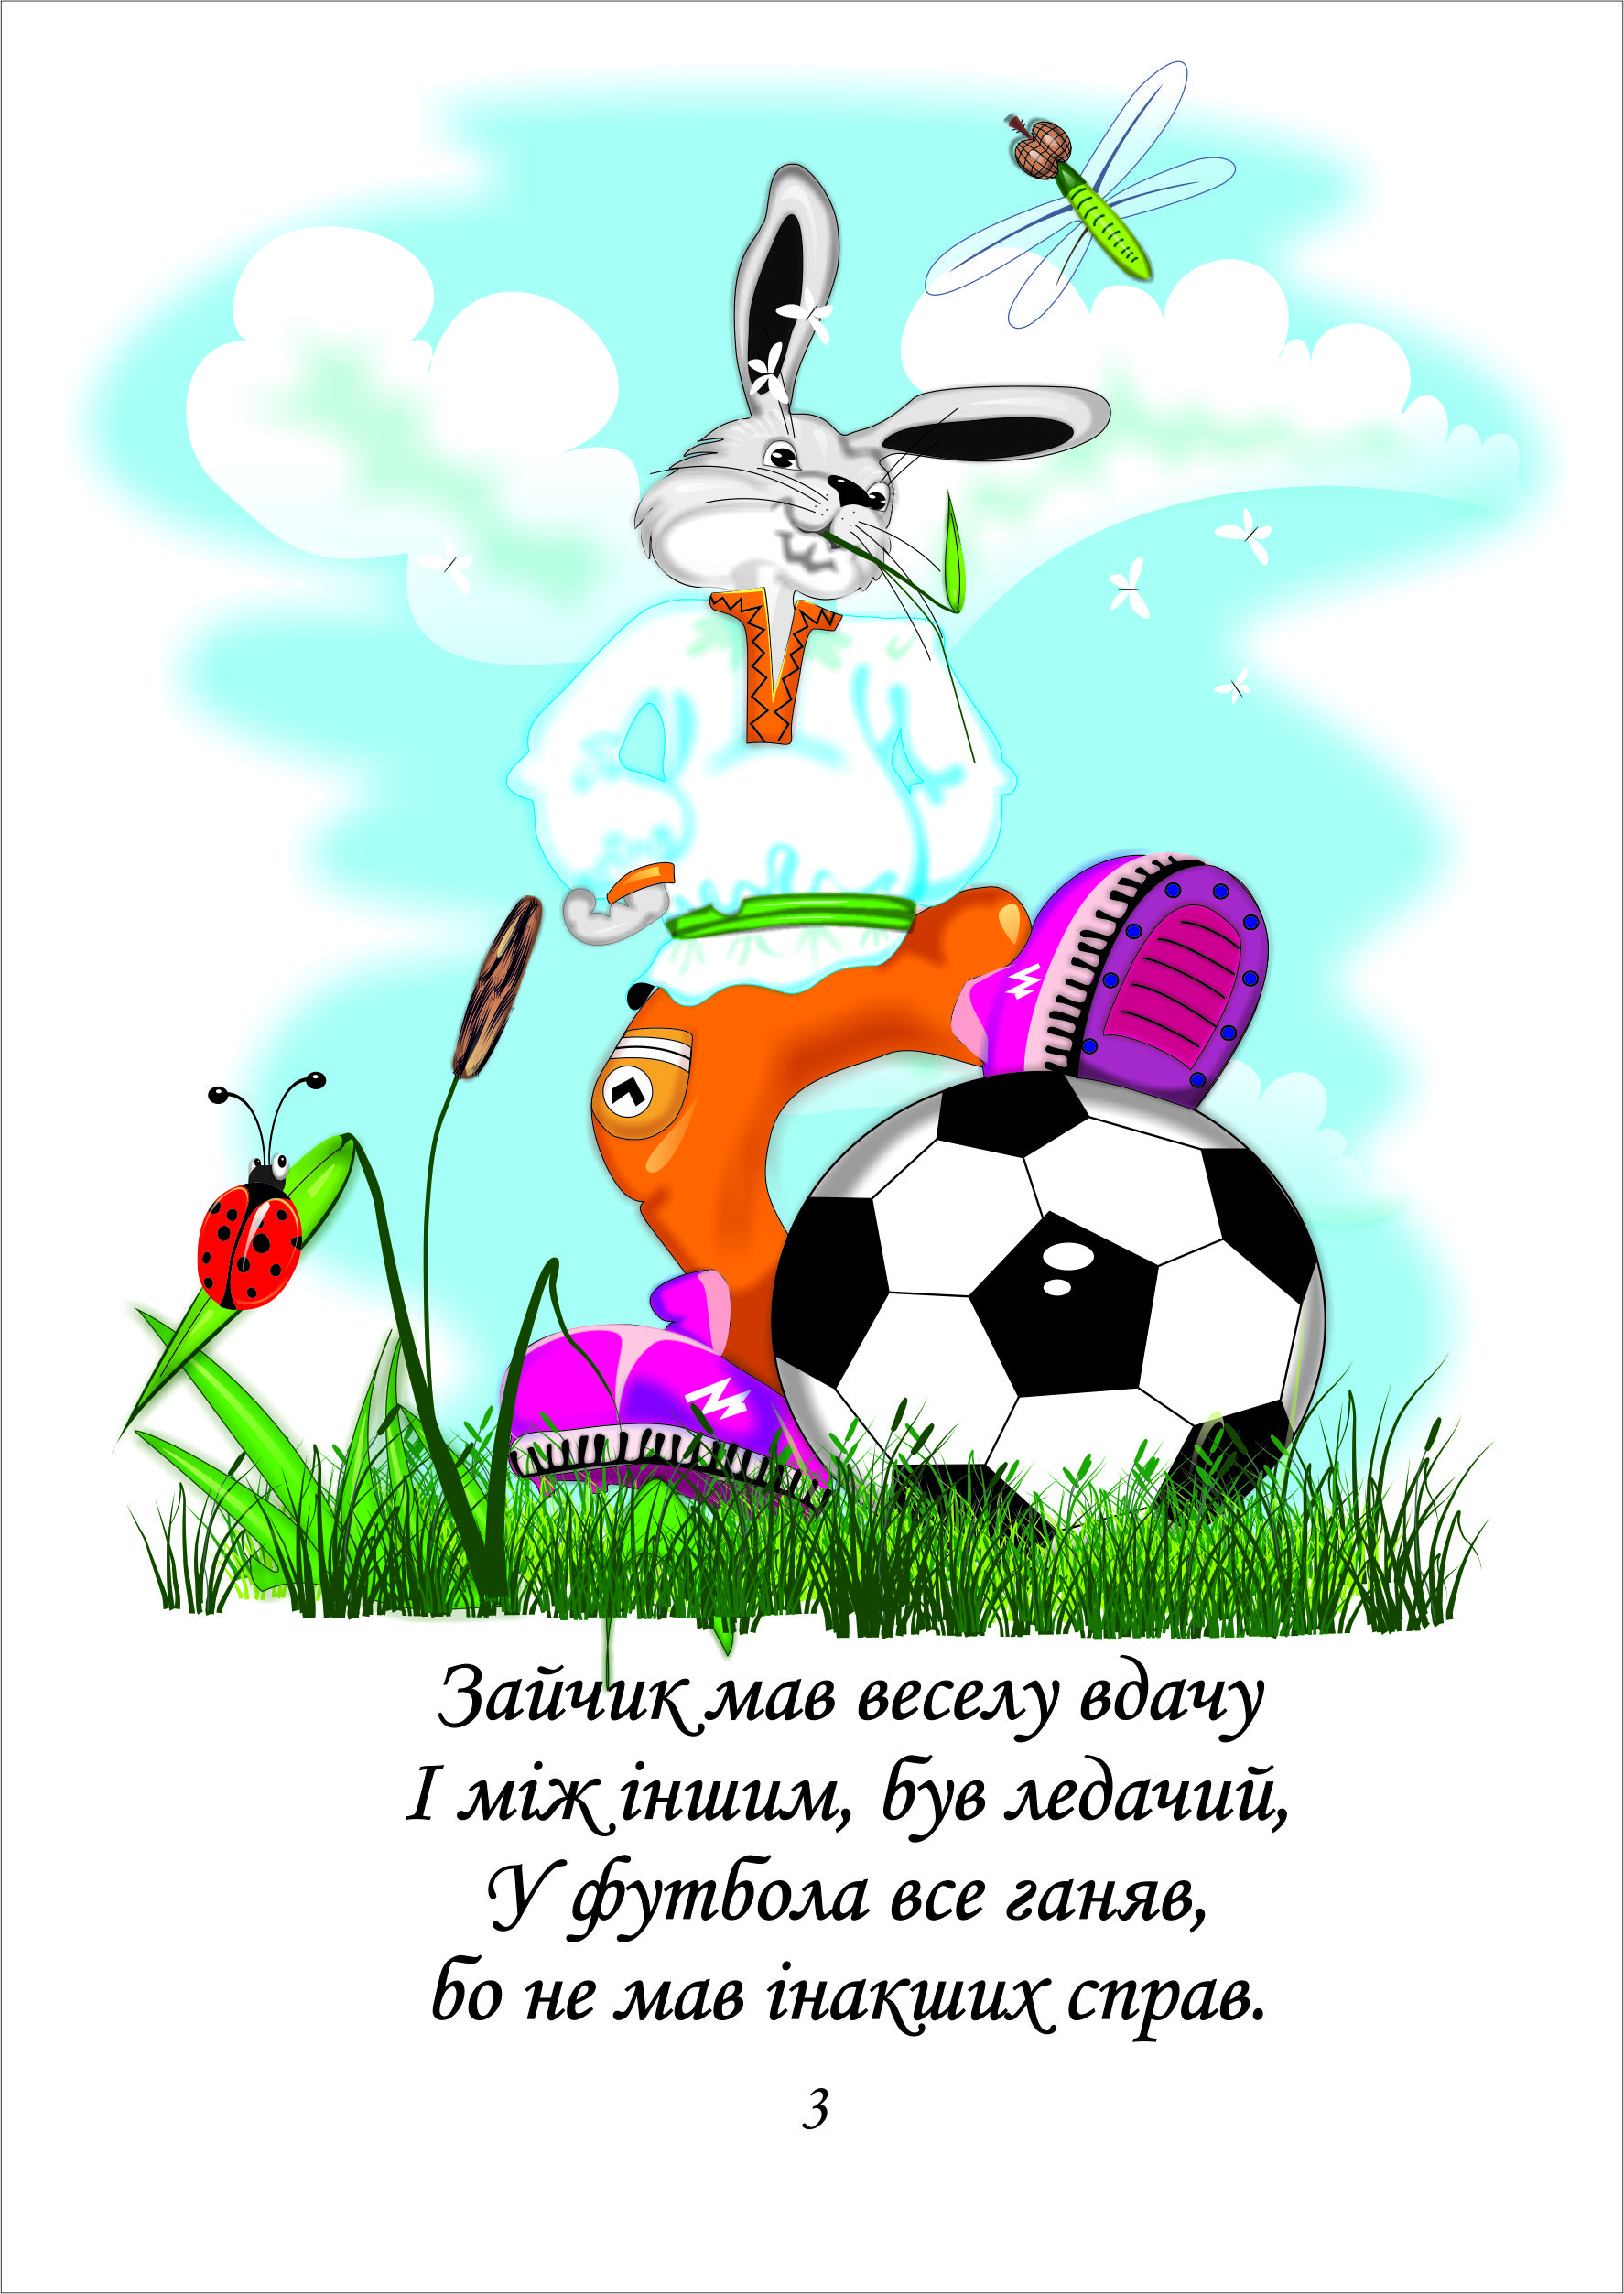 Зайчик мав веселу вдачу
І між іншим, був ледачий,
У футбола все ганяв,
бо не мав інакших справ.
3